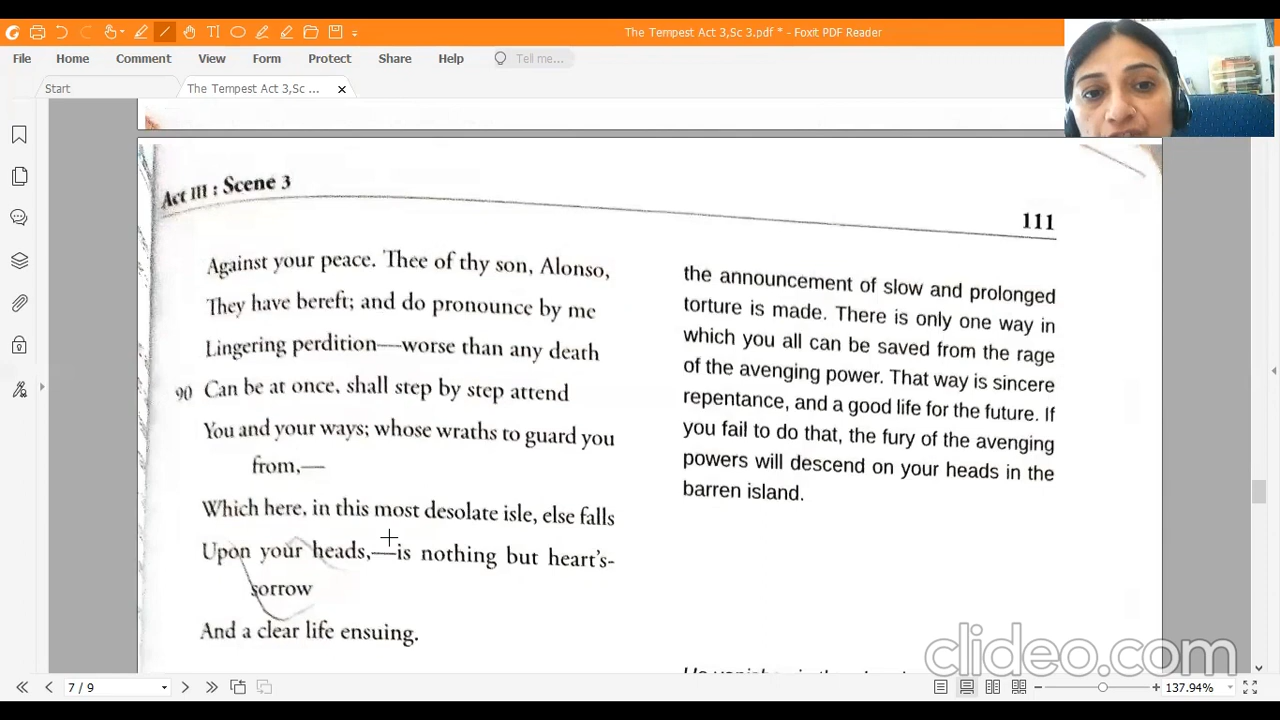 The Tempest Act 3,Sc 3.pdf * - Foxit PDF Reader
File Home Comment View Form Protect Share Help Tell me...
Start The Tempest Act 3,Sc ...
Act III : Scene 3
111
Against your peace. Thee of thy son, Alonso,
They have bereft; and do pronounce by me
Lingering perdition—worse than any death
90 Can be at once, shall step by step attend
You and your ways; whose wraths to guard you
from,—
Which here, in this most desolate isle, else falls
Upon your heads,—is nothing but heart's-
sorrow
And a clear life ensuing.
the announcement of slow and prolonged
torture is made. There is only one way in
which you all can be saved from the rage
of the avenging power. That way is sincere
repentance, and a good life for the future. If
you fail to do that, the fury of the avenging
powers will descend on your heads in the
barren island.
clideo.com
7 / 9
137.94%